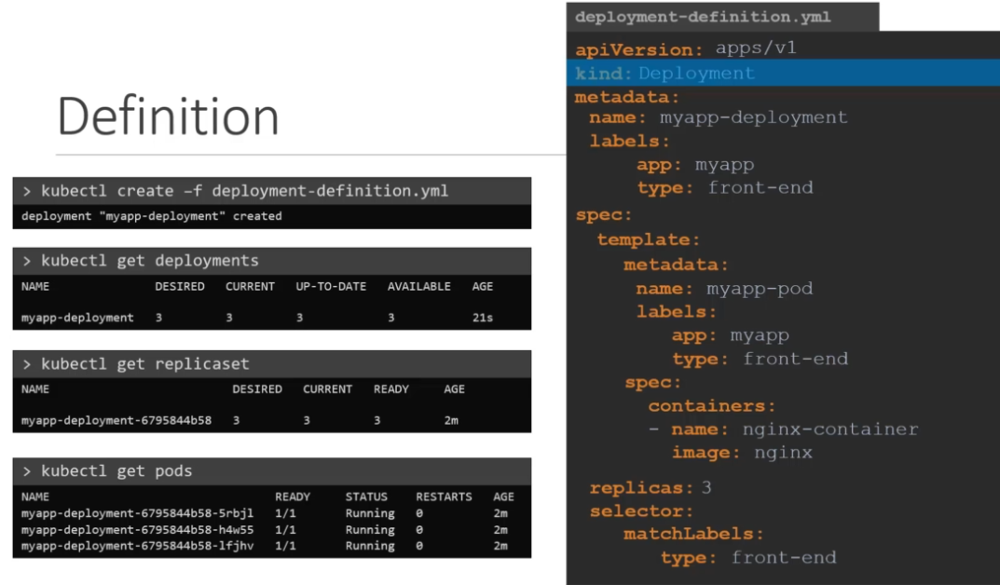 Definition
> kubectl create –f deployment-definition.yml
deployment "myapp-deployment" created
> kubectl get deployments
NAME DESIRED CURRENT UP-TO-DATE AVAILABLE AGE
myapp-deployment 3 3 3 3 21s
> kubectl get replicaset
NAME DESIRED CURRENT READY AGE
myapp-deployment-6795844b58 3 3 3 2m
> kubectl get pods
NAME READY STATUS RESTARTS AGE
myapp-deployment-6795844b58-5rbjl 1/1 Running 0 2m
myapp-deployment-6795844b58-h4w55 1/1 Running 0 2m
myapp-deployment-6795844b58-lfjhv 1/1 Running 0 2m
deployment-definition.yml
apiVersion: apps/v1
kind: Deployment
metadata:
name: myapp-deployment
labels:
app: myapp
type: front-end
spec:
template:
metadata:
name: myapp-pod
labels:
app: myapp
type: front-end
spec:
containers:
- name: nginx-container
image: nginx
replicas: 3
selector:
matchLabels:
type: front-end